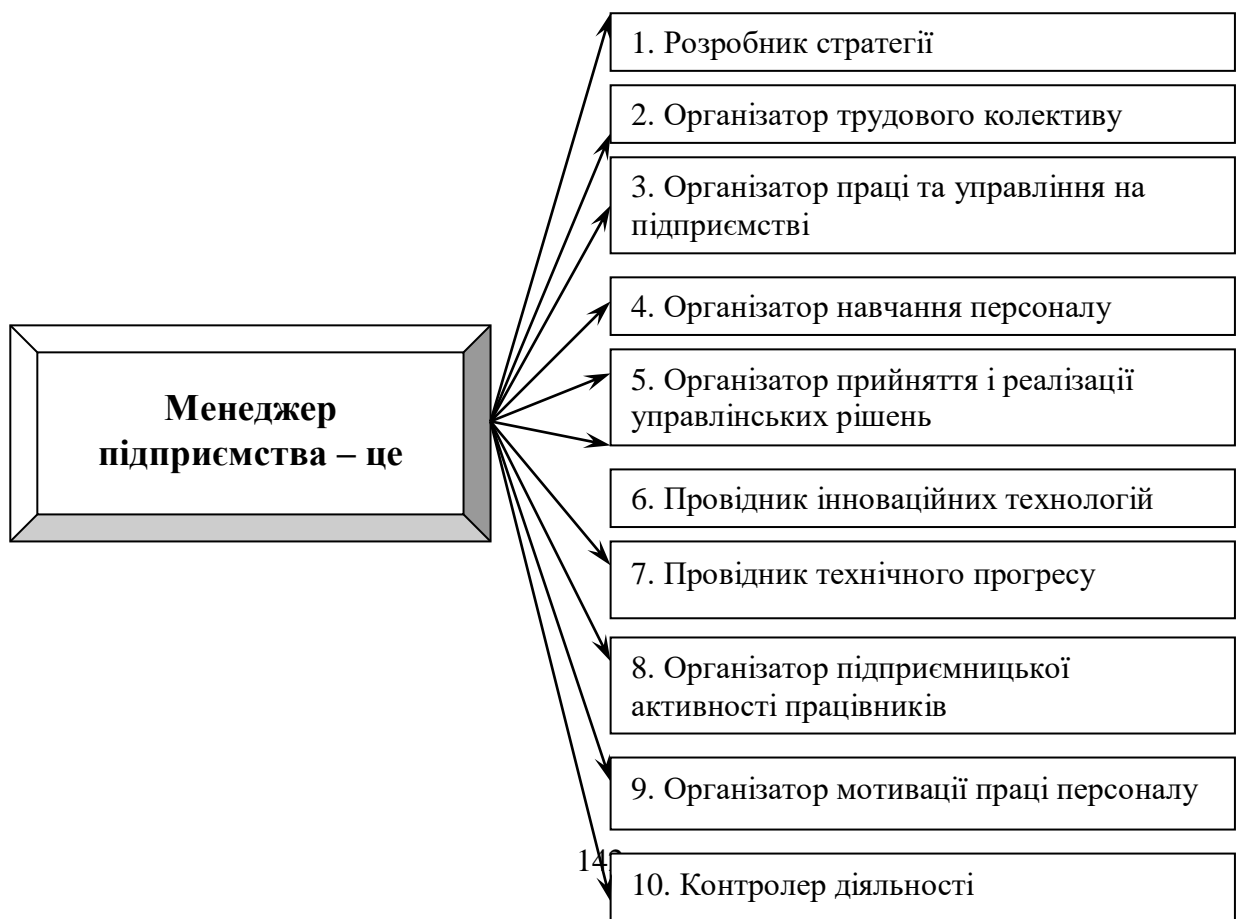 1. Розробник стратегії
2. Організатор трудового колективу
3. Організатор праці та управління на
підприємстві
4. Організатор навчання персоналу
Менеджер
підприємства – це
5. Організатор прийняття і реалізації
управлінських рішень
6. Провідник інноваційних технологій
7. Провідник технічного прогресу
8. Організатор підприємницької
активності працівників
9. Організатор мотивації праці персоналу
10. Контролер діяльності